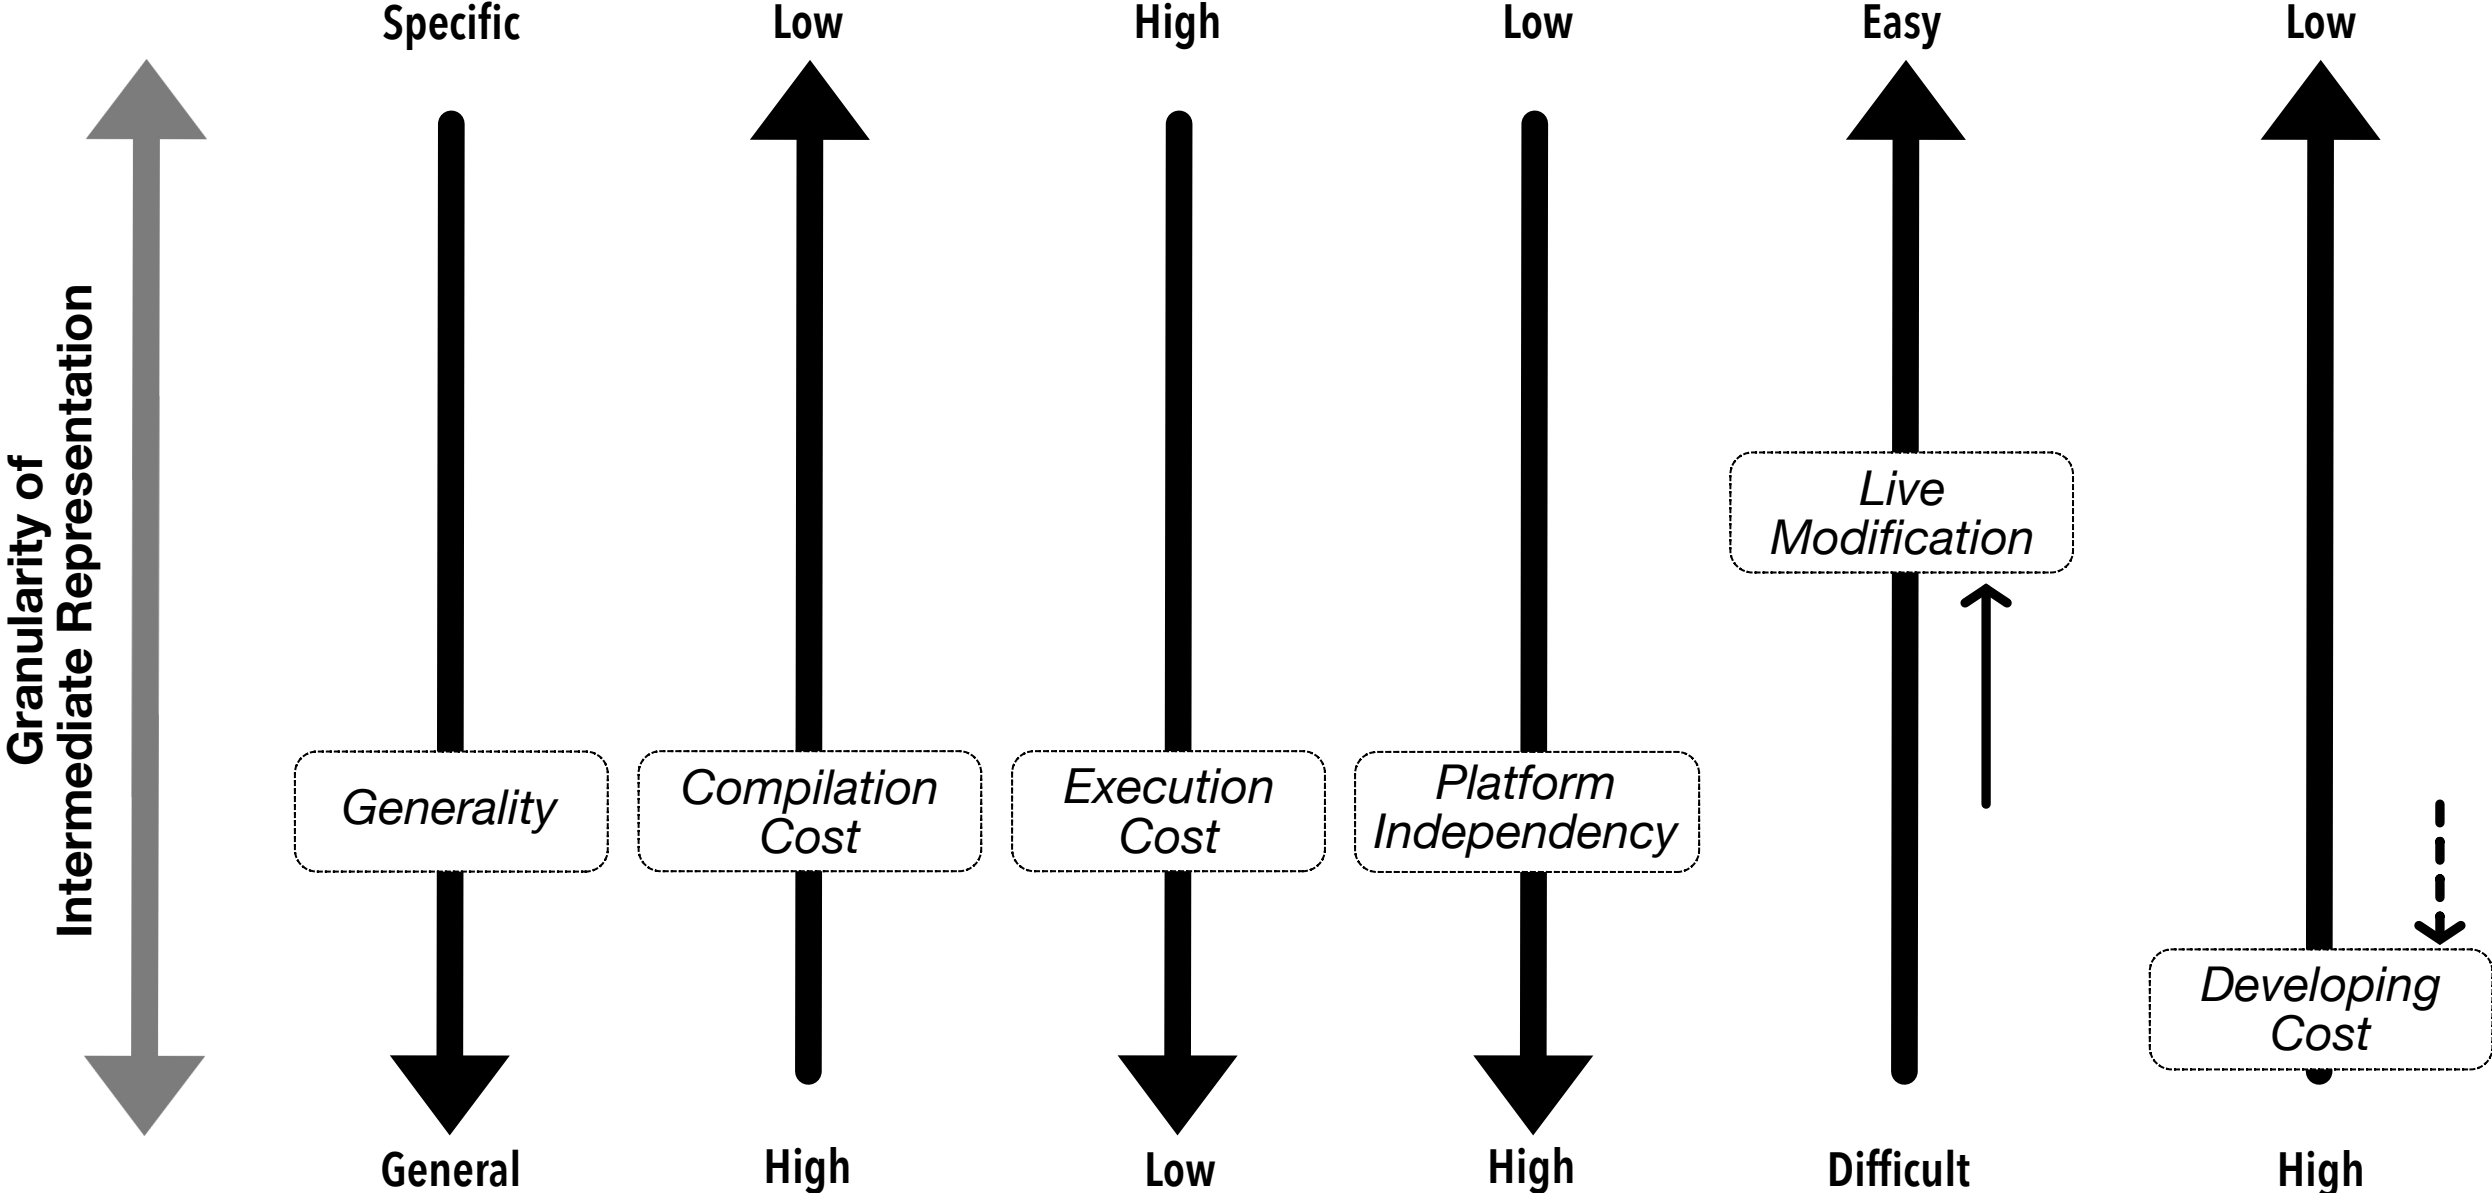 Specific
Low
High
Low
Easy
Low
Granularity of
Intermediate Representation
Live
Modification
Generality
Compilation
Cost
Execution
Cost
Platform
Independency
Developing
Cost
General
High
Low
High
Difficult
High